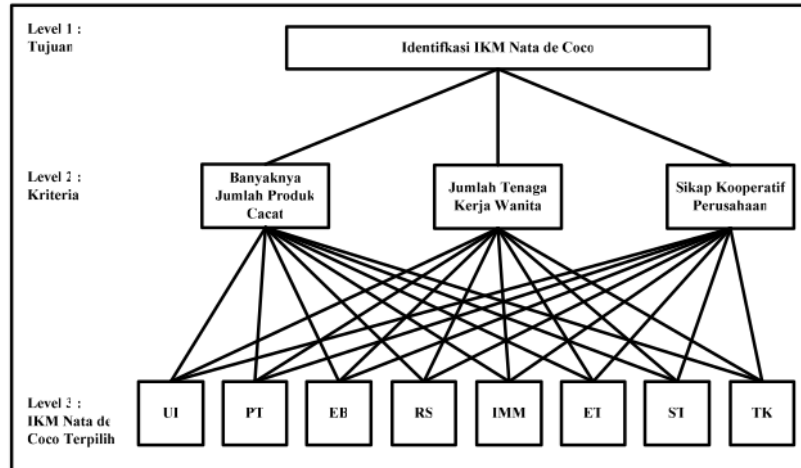 Level 1 :
Tujuan
Identifkasi IKM Nata de Coco
Level 2 :
Kriteria
Banyaknya
Jumlah Produk
Cacat
Jumlah Tenaga
Kerja Wanita
Sikap Kooperatif
Perusahaan
Level 3 :
IKM Nata de
Coco Terpilih
UI
PT
EB
RS
IMM
ET
ST
TK